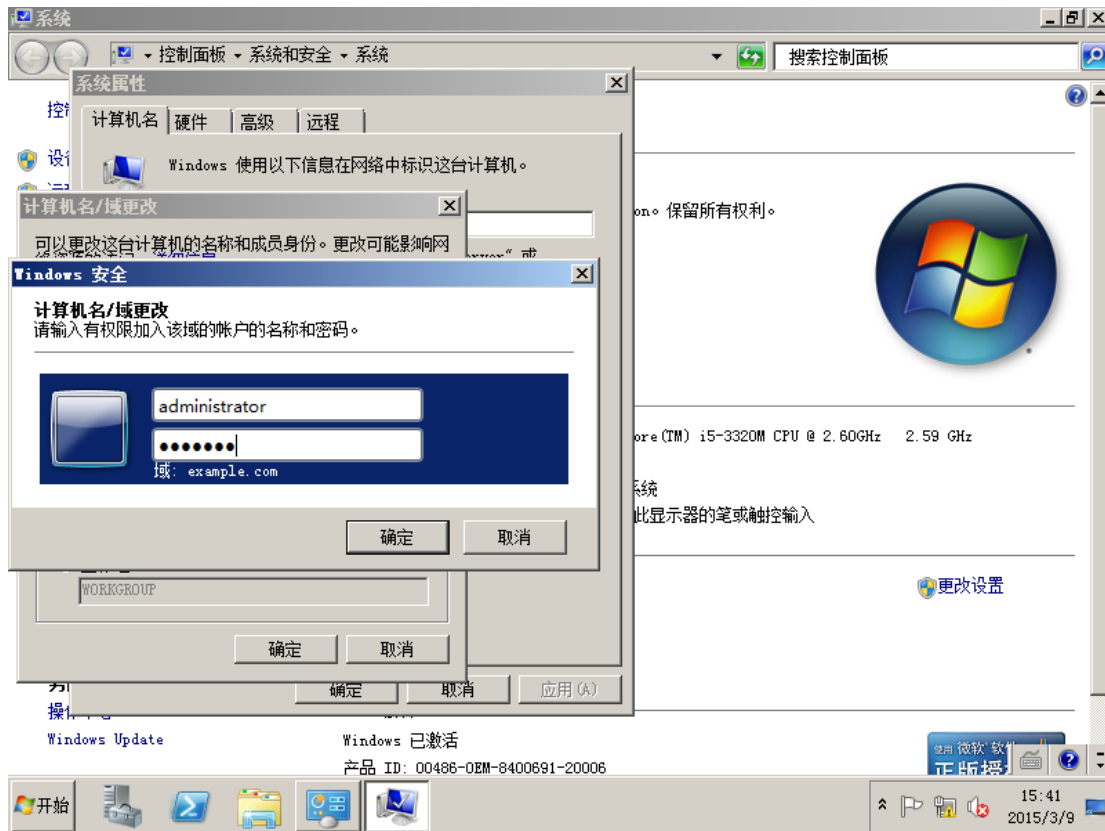 系统
控制面板 系统和安全 系统
搜索控制面板
系统属性
计算机名 硬件 高级 远程
Windows 使用以下信息在网络中标识这台计算机。
计算机名/域更改
on。保留所有权利。
可以更改这台计算机的名称和成员身份。更改可能影响网
Windows 安全
计算机名/域更改
请输入有权限加入该域的帐户的名称和密码。
administrator
●●●●●●●
域: example.com
确定 取消
ore(TM) i5-3320M CPU @ 2.60GHz 2.59 GHz
系统
此显示器的笔或触控输入
WORKGROUP
更改设置
确定 取消
确定 取消 应用(A)
Windows Update
Windows 已激活
产品 ID: 00486-OEM-8400691-20006
使用 微软 软件
正版授
开始
15:41
2015/3/9